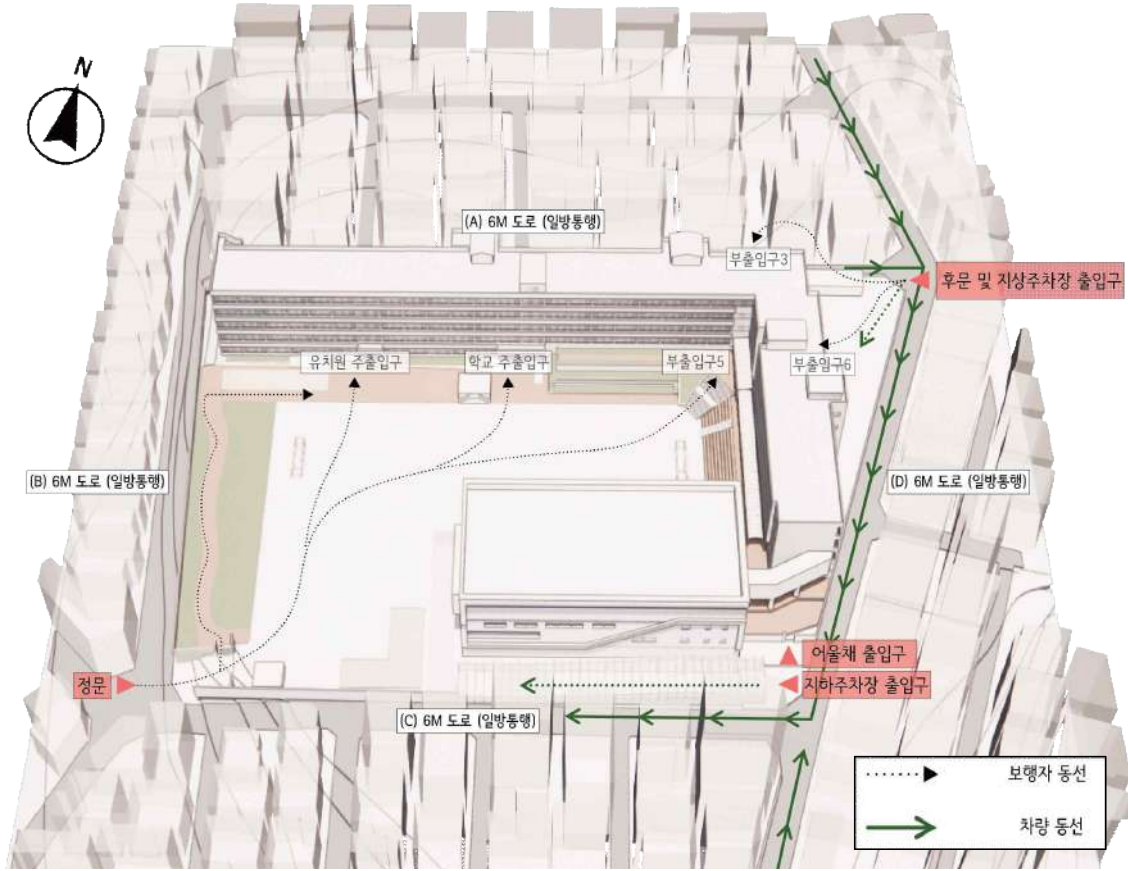 N
(A) 6M 도로 (일방통행)
부출입구3
후문 및 지상주차장 출입구
유치원 주출입구
학교 주출입구
부출입구5
부출입구6
(B) 6M 도로 (일방통행)
(D) 6M 도로 (일방통행)
어울채 출입구
정문
지하주차장 출입구
(C) 6M 도로 (일방통행)
보행자 동선
차량 동선